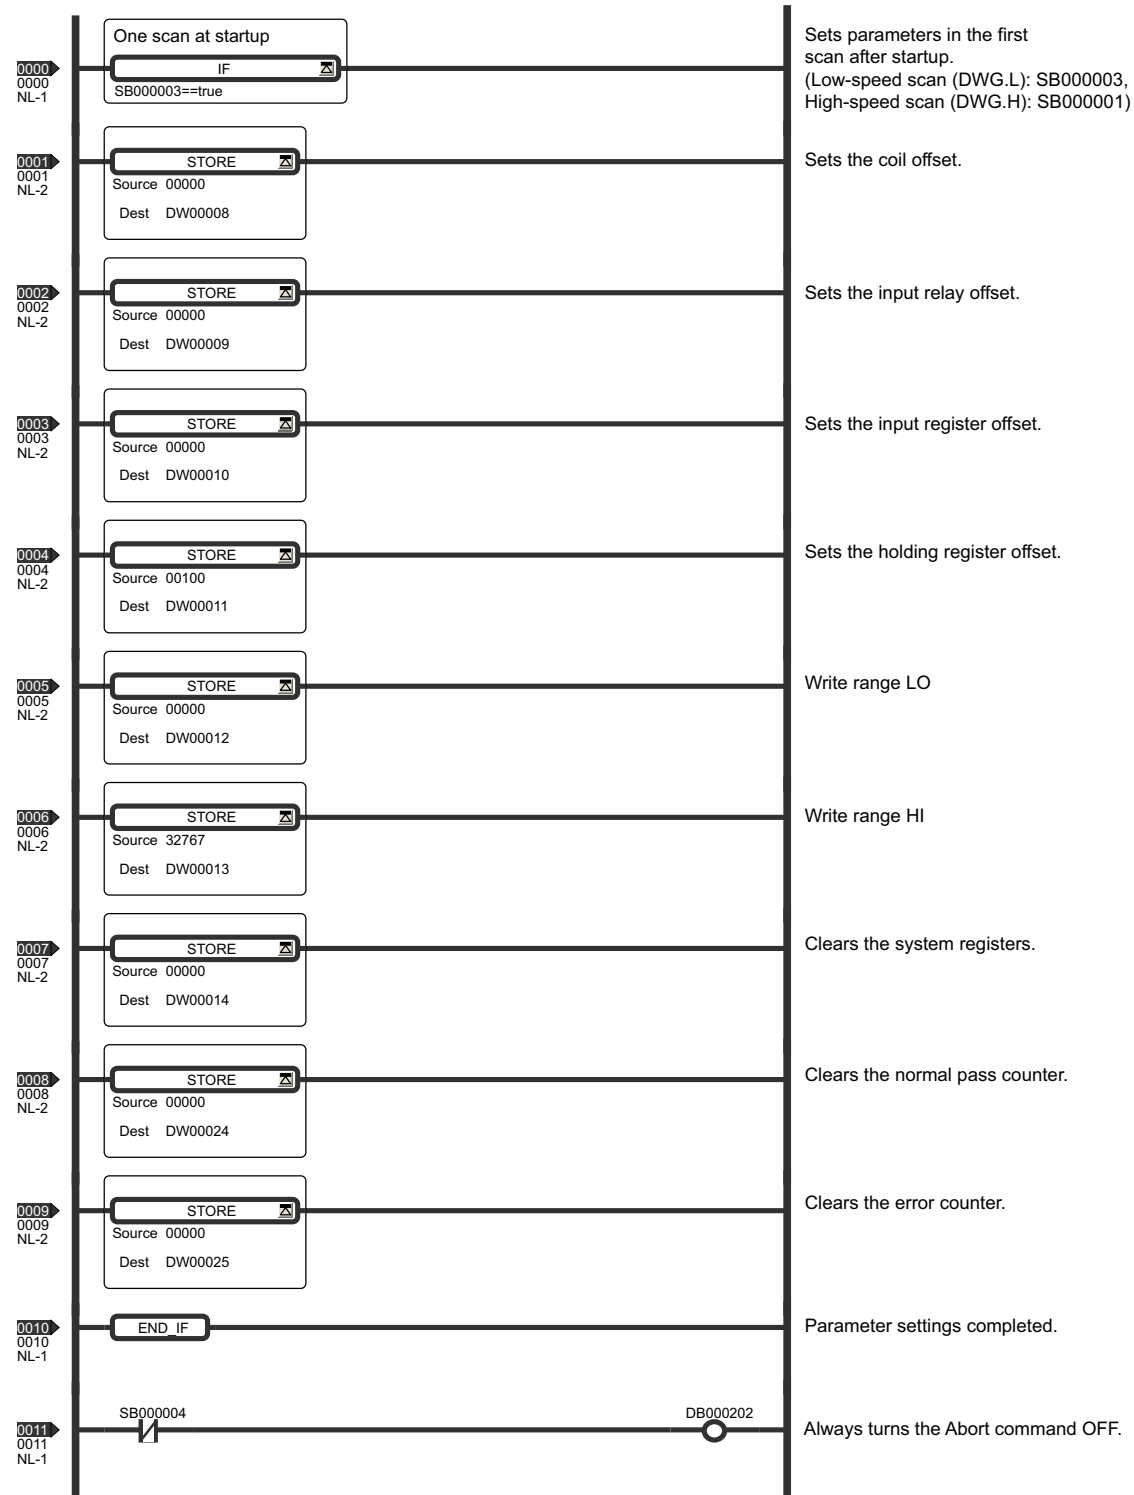 One scan at startup
0000
0000
NL-1
IF
SB000003==true
Sets parameters in the first
scan after startup.
(Low-speed scan (DWG.L): SB000003,
High-speed scan (DWG.H): SB000001)
0001
0001
NL-2
STORE
Source 00000
Dest DW00008
Sets the coil offset.
0002
0002
NL-2
STORE
Source 00000
Dest DW00009
Sets the input relay offset.
0003
0003
NL-2
STORE
Source 00000
Dest DW00010
Sets the input register offset.
0004
0004
NL-2
STORE
Source 00100
Dest DW00011
Sets the holding register offset.
0005
0005
NL-2
STORE
Source 00000
Dest DW00012
Write range LO
0006
0006
NL-2
STORE
Source 32767
Dest DW00013
Write range HI
0007
0007
NL-2
STORE
Source 00000
Dest DW00014
Clears the system registers.
0008
0008
NL-2
STORE
Source 00000
Dest DW00024
Clears the normal pass counter.
0009
0009
NL-2
STORE
Source 00000
Dest DW00025
Clears the error counter.
0010
0010
NL-1
END_IF
Parameter settings completed.
0011
0011
NL-1
SB000004
DB000202
Always turns the Abort command OFF.